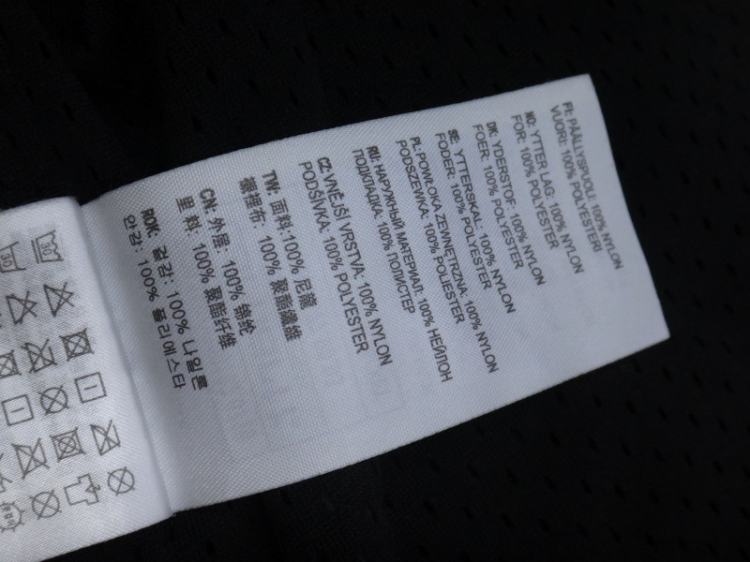 FI: PÄÄLLYSPUOLI: 100% NYLON
VUORI: 100% POLYESTERI
NO: YTTER LAG: 100% NYLON
FOR: 100% POLYESTER
DK: YDERSTOF: 100% NYLON
FOER: 100% POLYESTER
SE: YTTERSKAL: 100% NYLON
FODER: 100% POLYESTER
PL: POWŁOKA ZEWNĘTRZNA: 100% NYLON
PODSZEWKA: 100% POLIESTER
RU: НАРУЖНЫЙ МАТЕРИАЛ: 100% НЕЙЛОН
ПОДКЛАДКА: 100% ПОЛИЭСТЕР
CZ: VNĚJŠÍ VRSTVA: 100% NYLON
PODŠÍVKA: 100% POLYESTER
TW: 面料:100% 尼龍
裡布: 100% 聚酯纖維
CN: 外层: 100% 锦纶
里料: 100% 聚酯纤维
ROK: 겉감: 100% 나일론
안감: 100% 폴리에스타
30
30